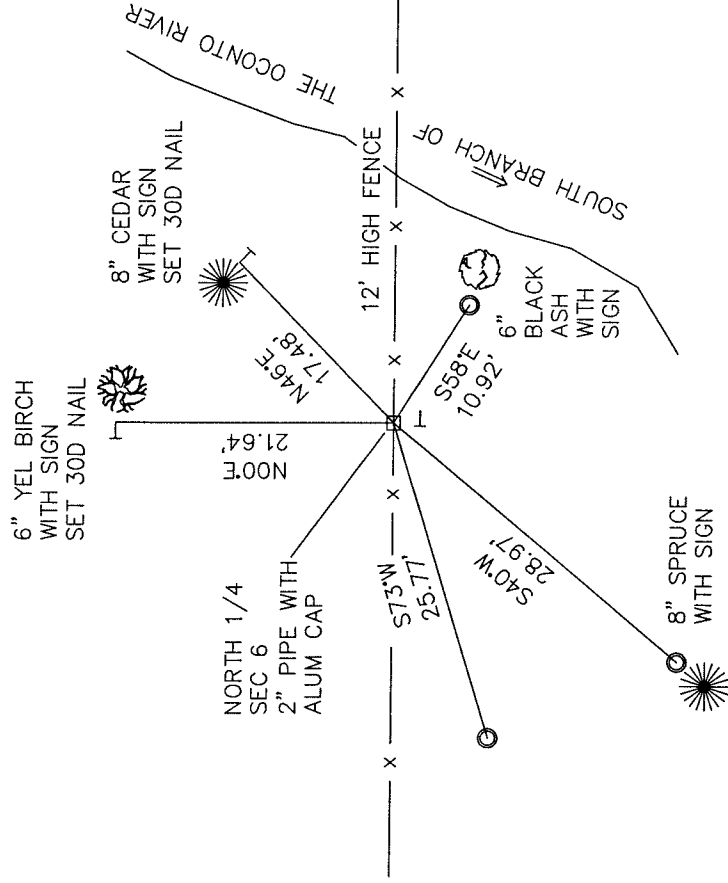 6" YEL BIRCH
WITH SIGN
SET 30D NAIL
8" CEDAR
WITH SIGN
SET 30D NAIL
THE OCONTO RIVER
SOUTH BRANCH OF
12' HIGH FENCE
N00°E
21.64'
N46°E
17.48'
NORTH 1/4
SEC 6
2" PIPE WITH
ALUM CAP
S58°E
10.92'
6"
BLACK
ASH
WITH
SIGN
S73°W
25.77'
S40°W
28.97'
8" SPRUCE
WITH SIGN
X
X
X
X
X